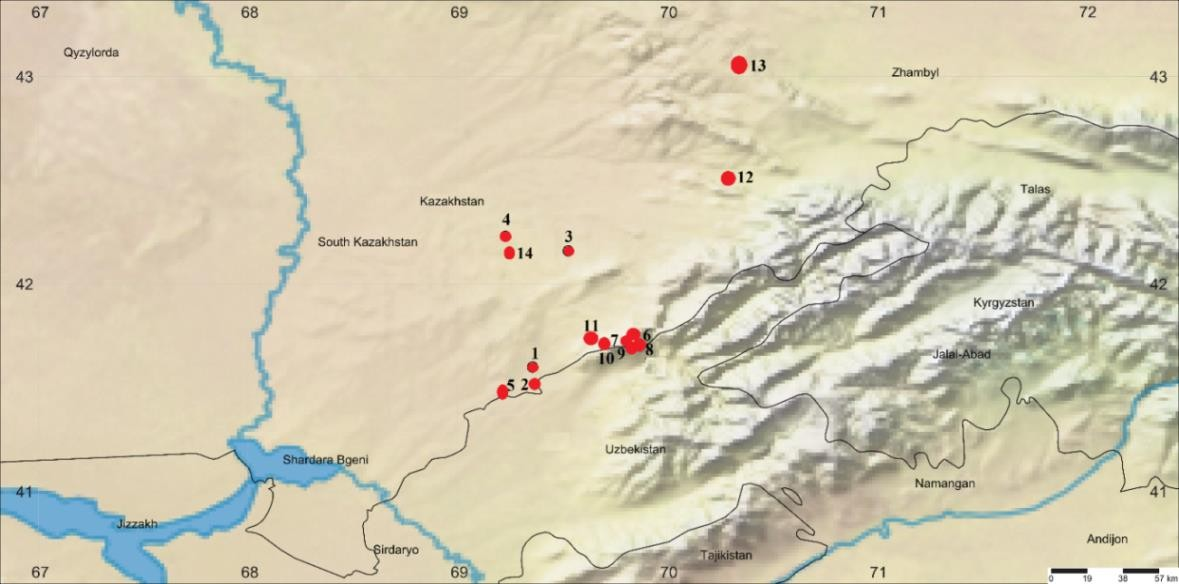 67 68 69 70 71 72
Qyzylorda
13
Zhambyl
43 43
12
Talas
Kazakhstan
4
South Kazakhstan
3
14
42 42
Kyrgyzstan
11
7 6
10 9 8
Jalal-Abad
1
5 2
Uzbekistan
Shardara Bgeni
Namangan
41 41
Jizzakh
Andijon
Sirdaryo
Tajikistan
67 68 69 70 71
0 19 38 57 km